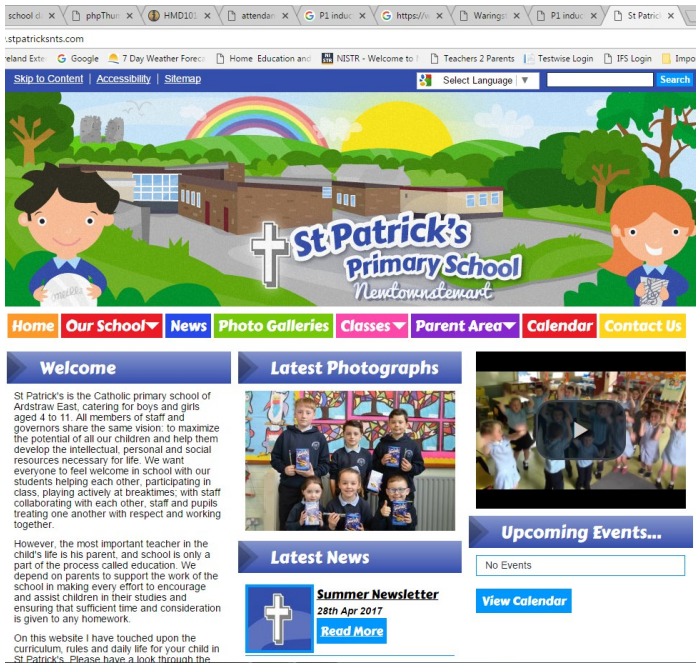 school d
phpThun
HMD101
attendan
P1 induc
https://w
Waringst
P1 induc
St Patrick
.stpatricksnts.com
reland Exte
Google
7 Day Weather Foreca
Home Education and
NISTR - Welcome to
Teachers 2 Parents
Testwise Login
IFS Login
Impo
Skip to Content | Accessibility | Sitemap
Select Language
Search
St Patrick's
Primary School
Newtownstewart
Home
Our School
News
Photo Galleries
Classes
Parent Area
Calendar
Contact Us
Welcome
St Patrick's is the Catholic primary school of
Ardstraw East, catering for boys and girls
aged 4 to 11. All members of staff and
governors share the same vision: to maximize
the potential of all our children and help them
develop the intellectual, personal and social
resources necessary for life. We want
everyone to feel welcome in school with our
students helping each other, participating in
class, playing actively at breaktimes; with staff
collaborating with each other, staff and pupils
treating one another with respect and working
together.
However, the most important teacher in the
child's life is his parent, and school is only a
part of the process called education. We
depend on parents to support the work of the
school in making every effort to encourage
and assist children in their studies and
ensuring that sufficient time and consideration
is given to any homework.
On this website I have touched upon the
curriculum, rules and daily life for your child in
St Patrick's. Please have a look through the
Latest Photographs
Latest News
Summer Newsletter
28th Apr 2017
Read More
Upcoming Events...
No Events
View Calendar